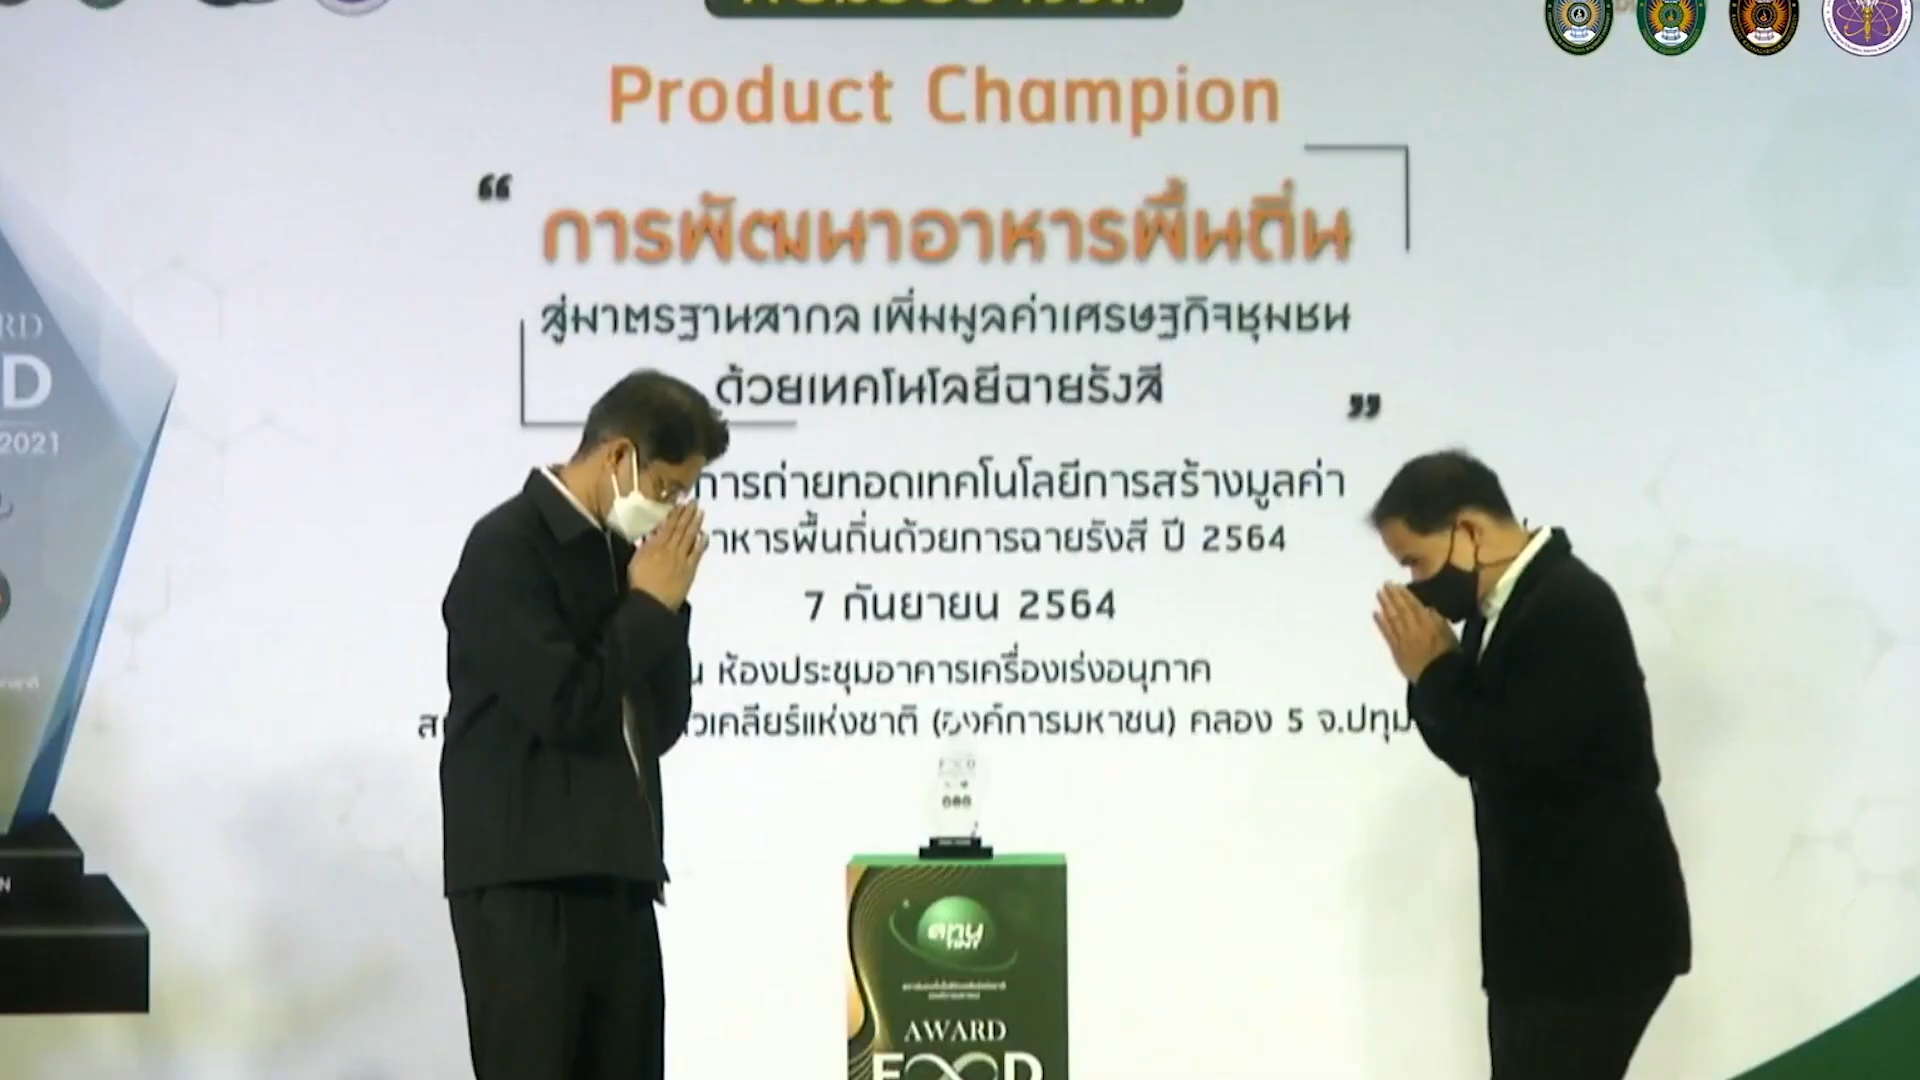 Product Champion
“ การพัฒนาอาหารพื้นถิ่น
สู่มาตรฐานสากล เพิ่มมูลค่าเศรษฐกิจชุมชน
ด้วยเทคโนโลยีฉายรังสี ”
การถ่ายทอดเทคโนโลยีการสร้างมูลค่า
าหารพื้นถิ่นด้วยการฉายรังสี ปี 2564
7 กันยายน 2564
ณ ห้องประชุมอาคารเครื่องเร่งอนุภาค
วเคลียร์แห่งชาติ (องค์การมหาชน) คลอง 5 จ.ปทุม
RD
D
2021
N
สทน
TINT
AWARD
FOOD